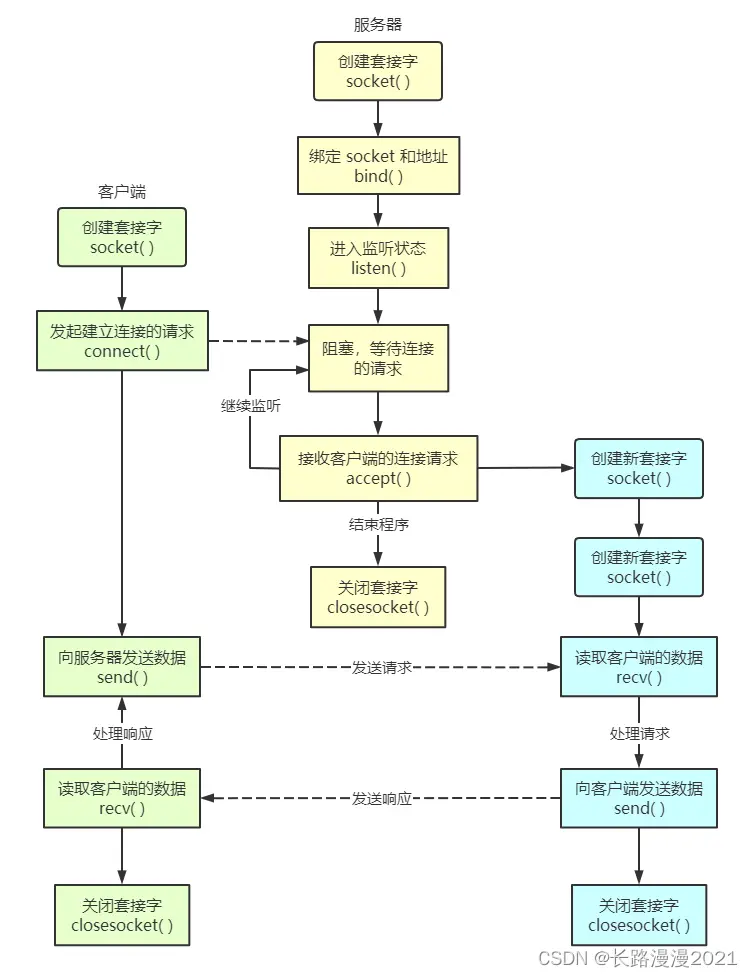 服务器
创建套接字
socket( )
绑定 socket 和地址
bind( )
客户端
创建套接字
socket( )
进入监听状态
listen( )
发起建立连接的请求
connect( )
阻塞，等待连接
的请求
继续监听
接收客户端的连接请求
accept( )
创建新套接字
socket( )
结束程序
创建新套接字
socket( )
关闭套接字
closesocket( )
向服务器发送数据
send( )
发送请求
读取客户端的数据
recv( )
处理响应
处理请求
读取客户端的数据
recv( )
发送响应
向客户端发送数据
send( )
关闭套接字
closesocket( )
关闭套接字
closesocket( )
CSDN @长路漫漫2021